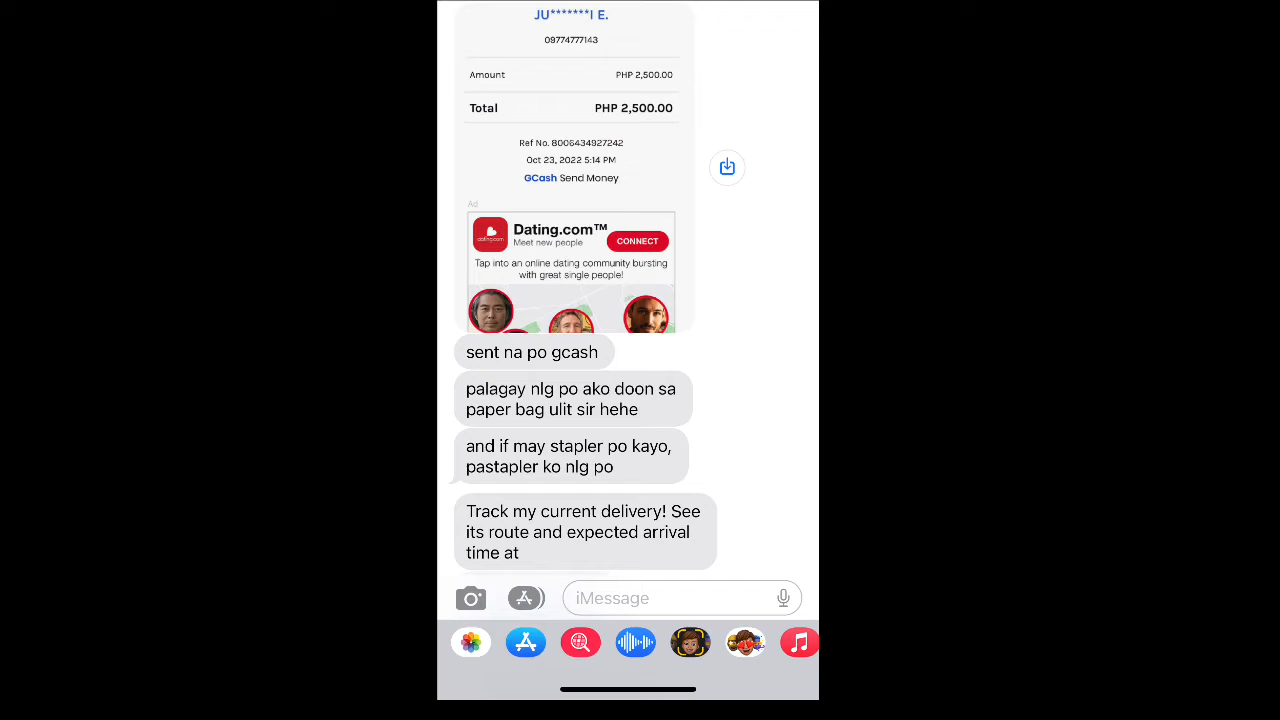 JU*******I E.
09774777143
Amount PHP 2,500.00
Total PHP 2,500.00
Ref No. 8006434927242
Oct 23, 2022 5:14 PM
GCash Send Money
Ad
dating.com
Dating.com™
Meet new people
CONNECT
Tap into an online dating community bursting
with great single people!
sent na po gcash
palagay nlg po ako doon sa
paper bag ulit sir hehe
and if may stapler po kayo,
pastapler ko nlg po
Track my current delivery! See
its route and expected arrival
time at
iMessage